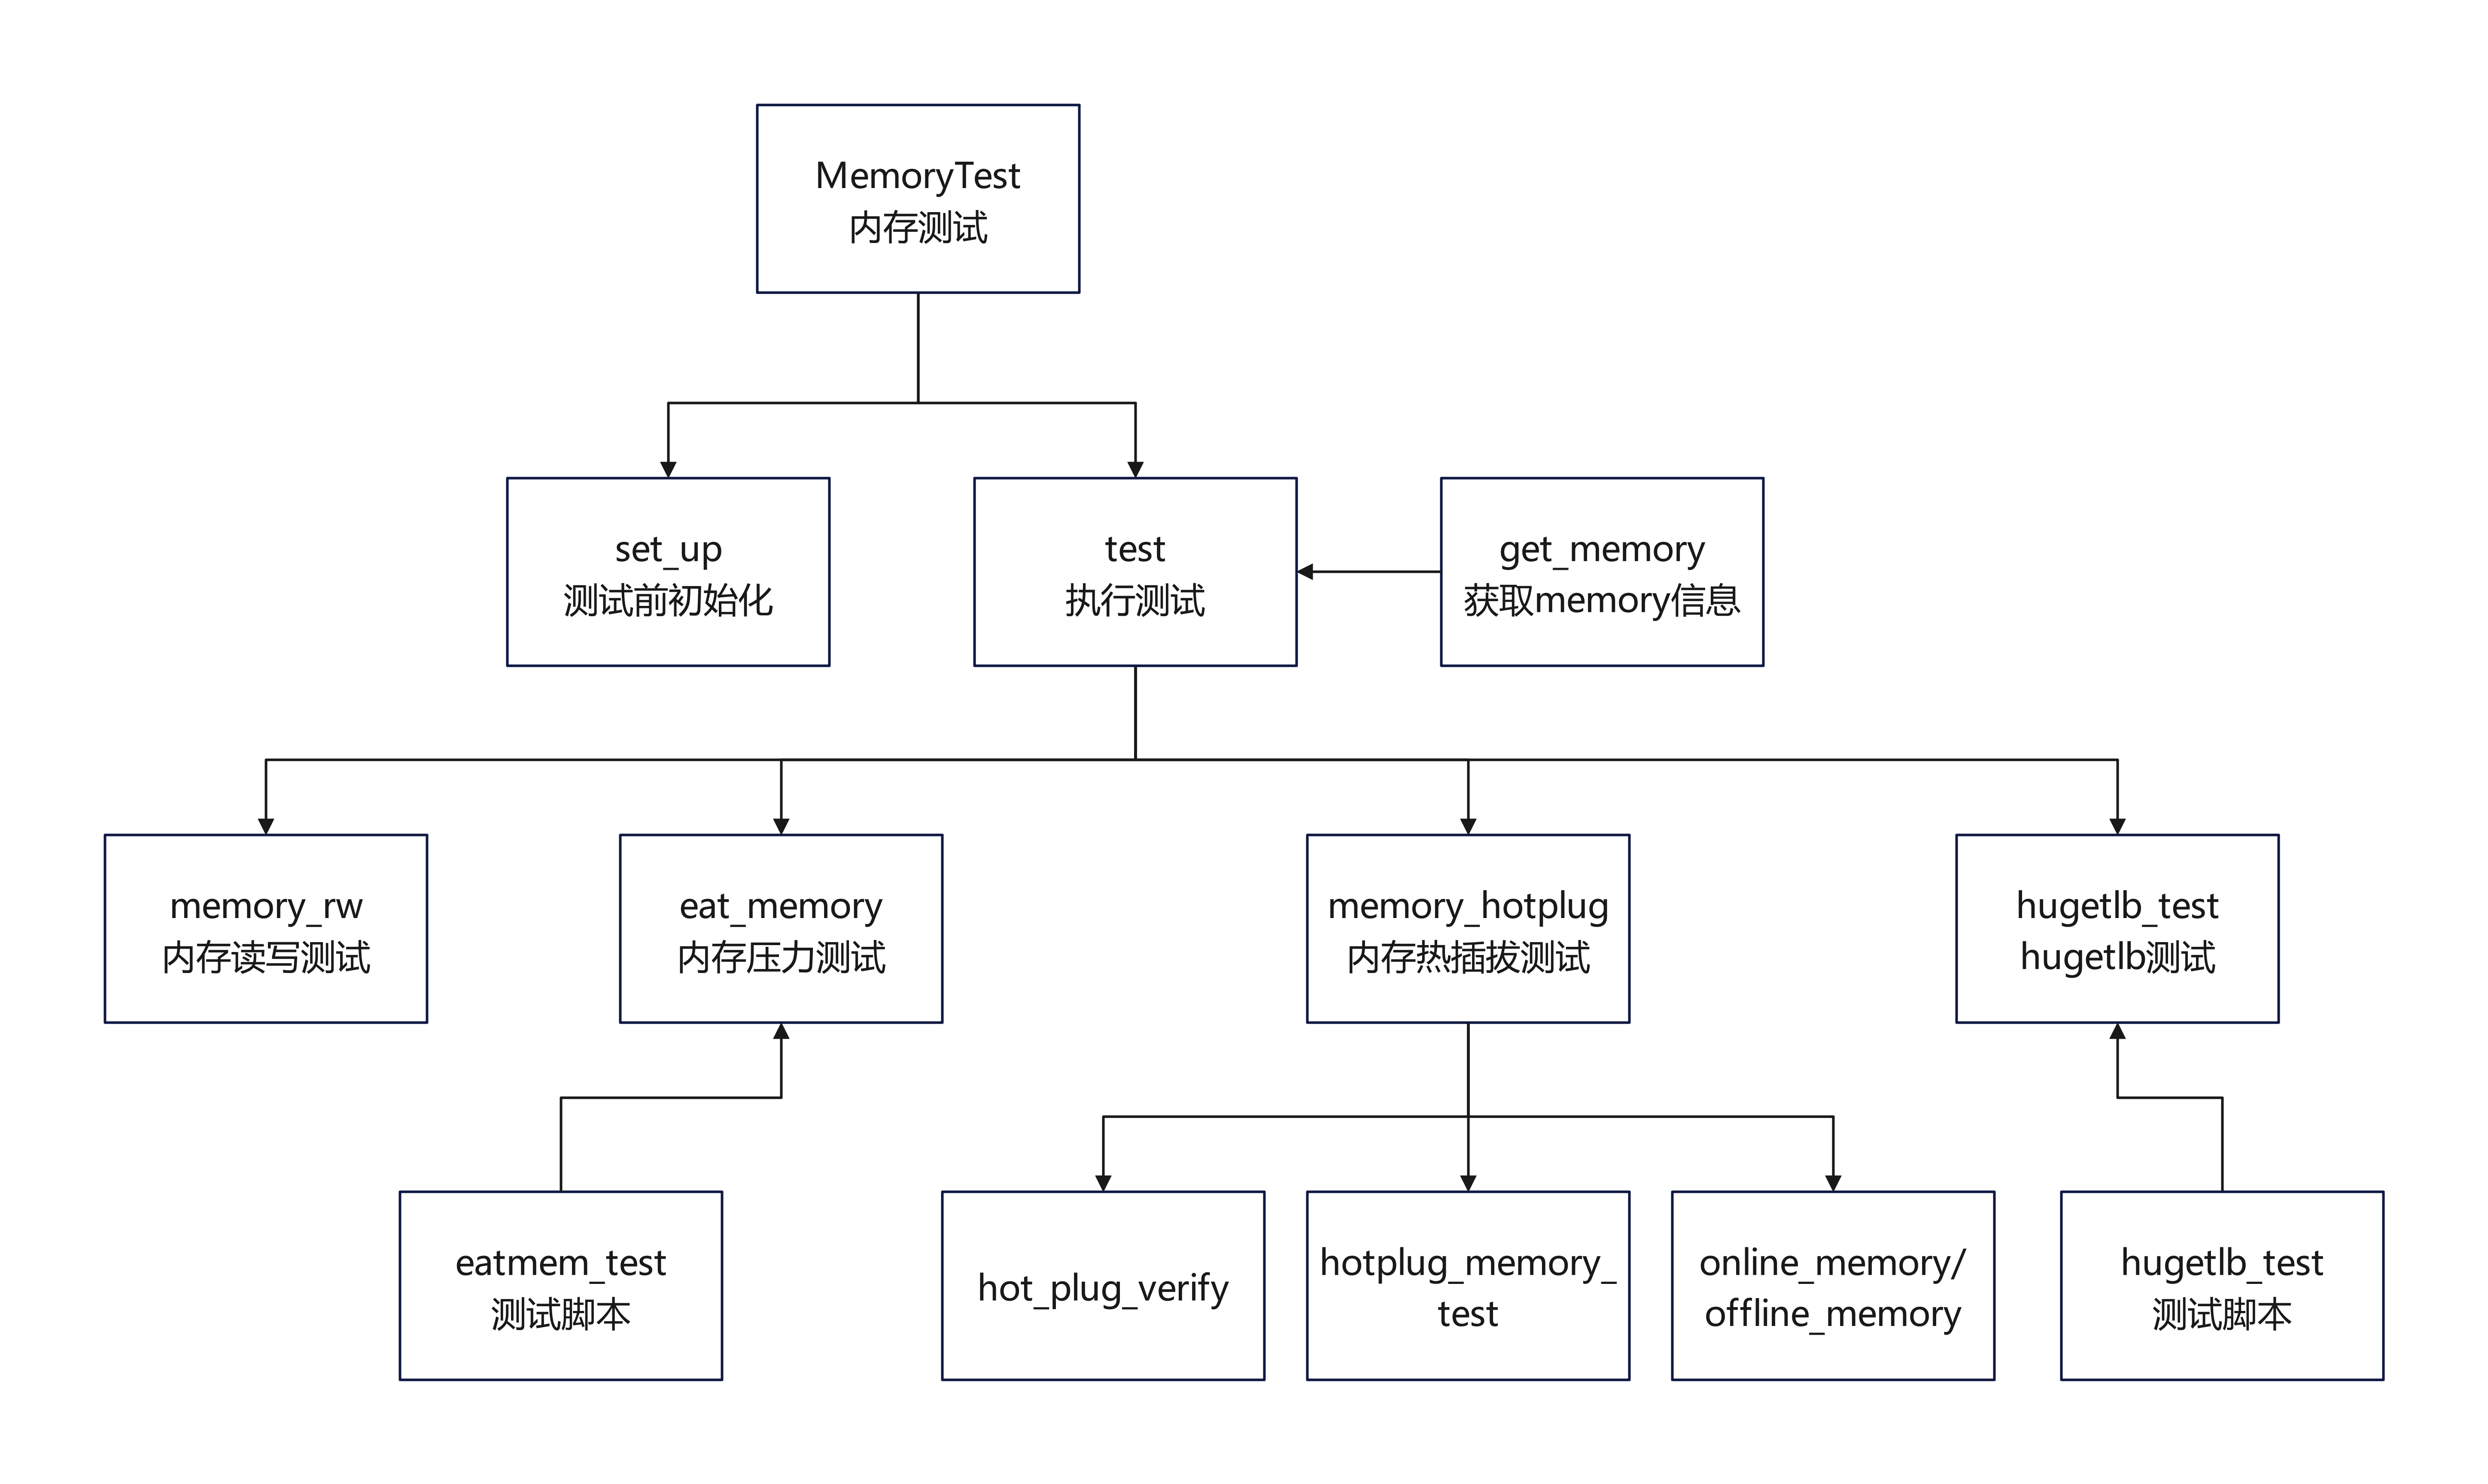 MemoryTest
内存测试
set_up
测试前初始化
test
执行测试
get_memory
获取memory信息
memory_rw
内存读写测试
eat_memory
内存压力测试
memory_hotplug
内存热插拔测试
hugetlb_test
hugetlb测试
eatmem_test
测试脚本
hot_plug_verify
hotplug_memory_
test
online_memory/
offline_memory
hugetlb_test
测试脚本